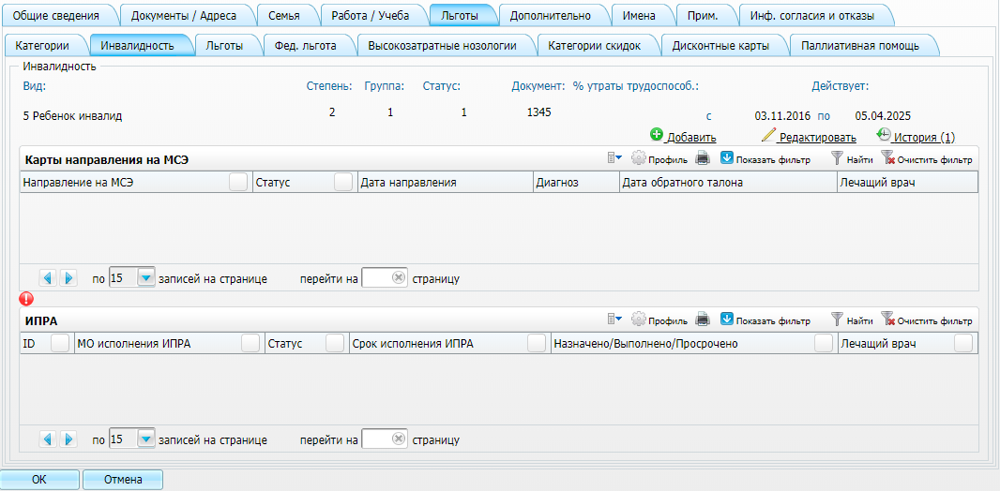 Общие сведения Документы / Адреса Семья Работа / Учеба Льготы Дополнительно Имена Прим. Инф. согласия и отказы
Категории Инвалидность Льготы Фед. льгота Высокозатратные нозологии Категории скидок Дисконтные карты Паллиативная помощь
Инвалидность
Вид: Степень: Группа: Статус: Документ: % утраты трудоспособ.: Действует:
5 Ребенок инвалид 2 1 1 1345 с 03.11.2016 по 05.04.2025
Добавить Редактировать История (1)
Карты направления на МСЭ Профиль Показать фильтр Найти Очистить фильтр
Направление на МСЭ Статус Дата направления Диагноз Дата обратного талона Лечащий врач
по 15 записей на странице перейти на страницу
ИПРА Профиль Показать фильтр Найти Очистить фильтр
ID МО исполнения ИПРА Статус Срок исполнения ИПРА Назначено/Выполнено/Просрочено Лечащий врач
по 15 записей на странице перейти на страницу
ОК Отмена